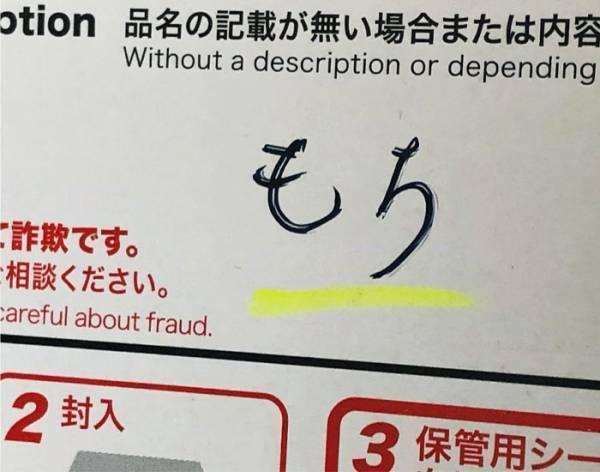 ption 品名の記載が無い場合または内容
Without a description or depending
もち
て詐欺です。
相談ください。
careful about fraud.
2 封入
3 保管用シー